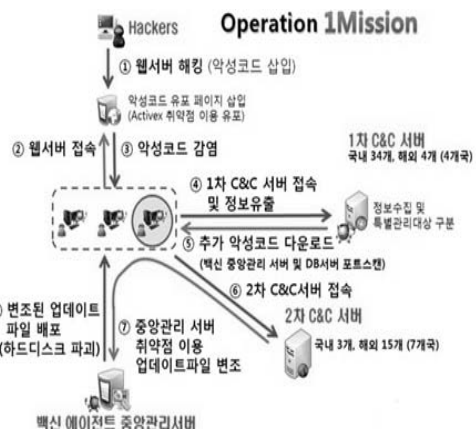 Hackers
Operation 1Mission
① 웹서버 해킹 (악성코드 삽입)
악성코드 유포 페이지 삽입
(Activex 취약점 이용 유포)
② 웹서버 접속
③ 악성코드 감염
1차 C&C 서버
국내 34개, 해외 4개 (4개국)
④ 1차 C&C 서버 접속
및 정보유출
정보수집 및
특별관리대상 구분
⑤ 추가 악성코드 다운로드
(백신 중앙관리 서버 및 DB서버 포트스캔)
⑥ 2차 C&C서버 접속
변조된 업데이트
파일 배포
(하드디스크 파괴)
⑦ 중앙관리 서버
취약점 이용
업데이트파일 변조
2차 C&C 서버
국내 3개, 해외 15개 (7개국)
백신 에이전트 중앙관리서버